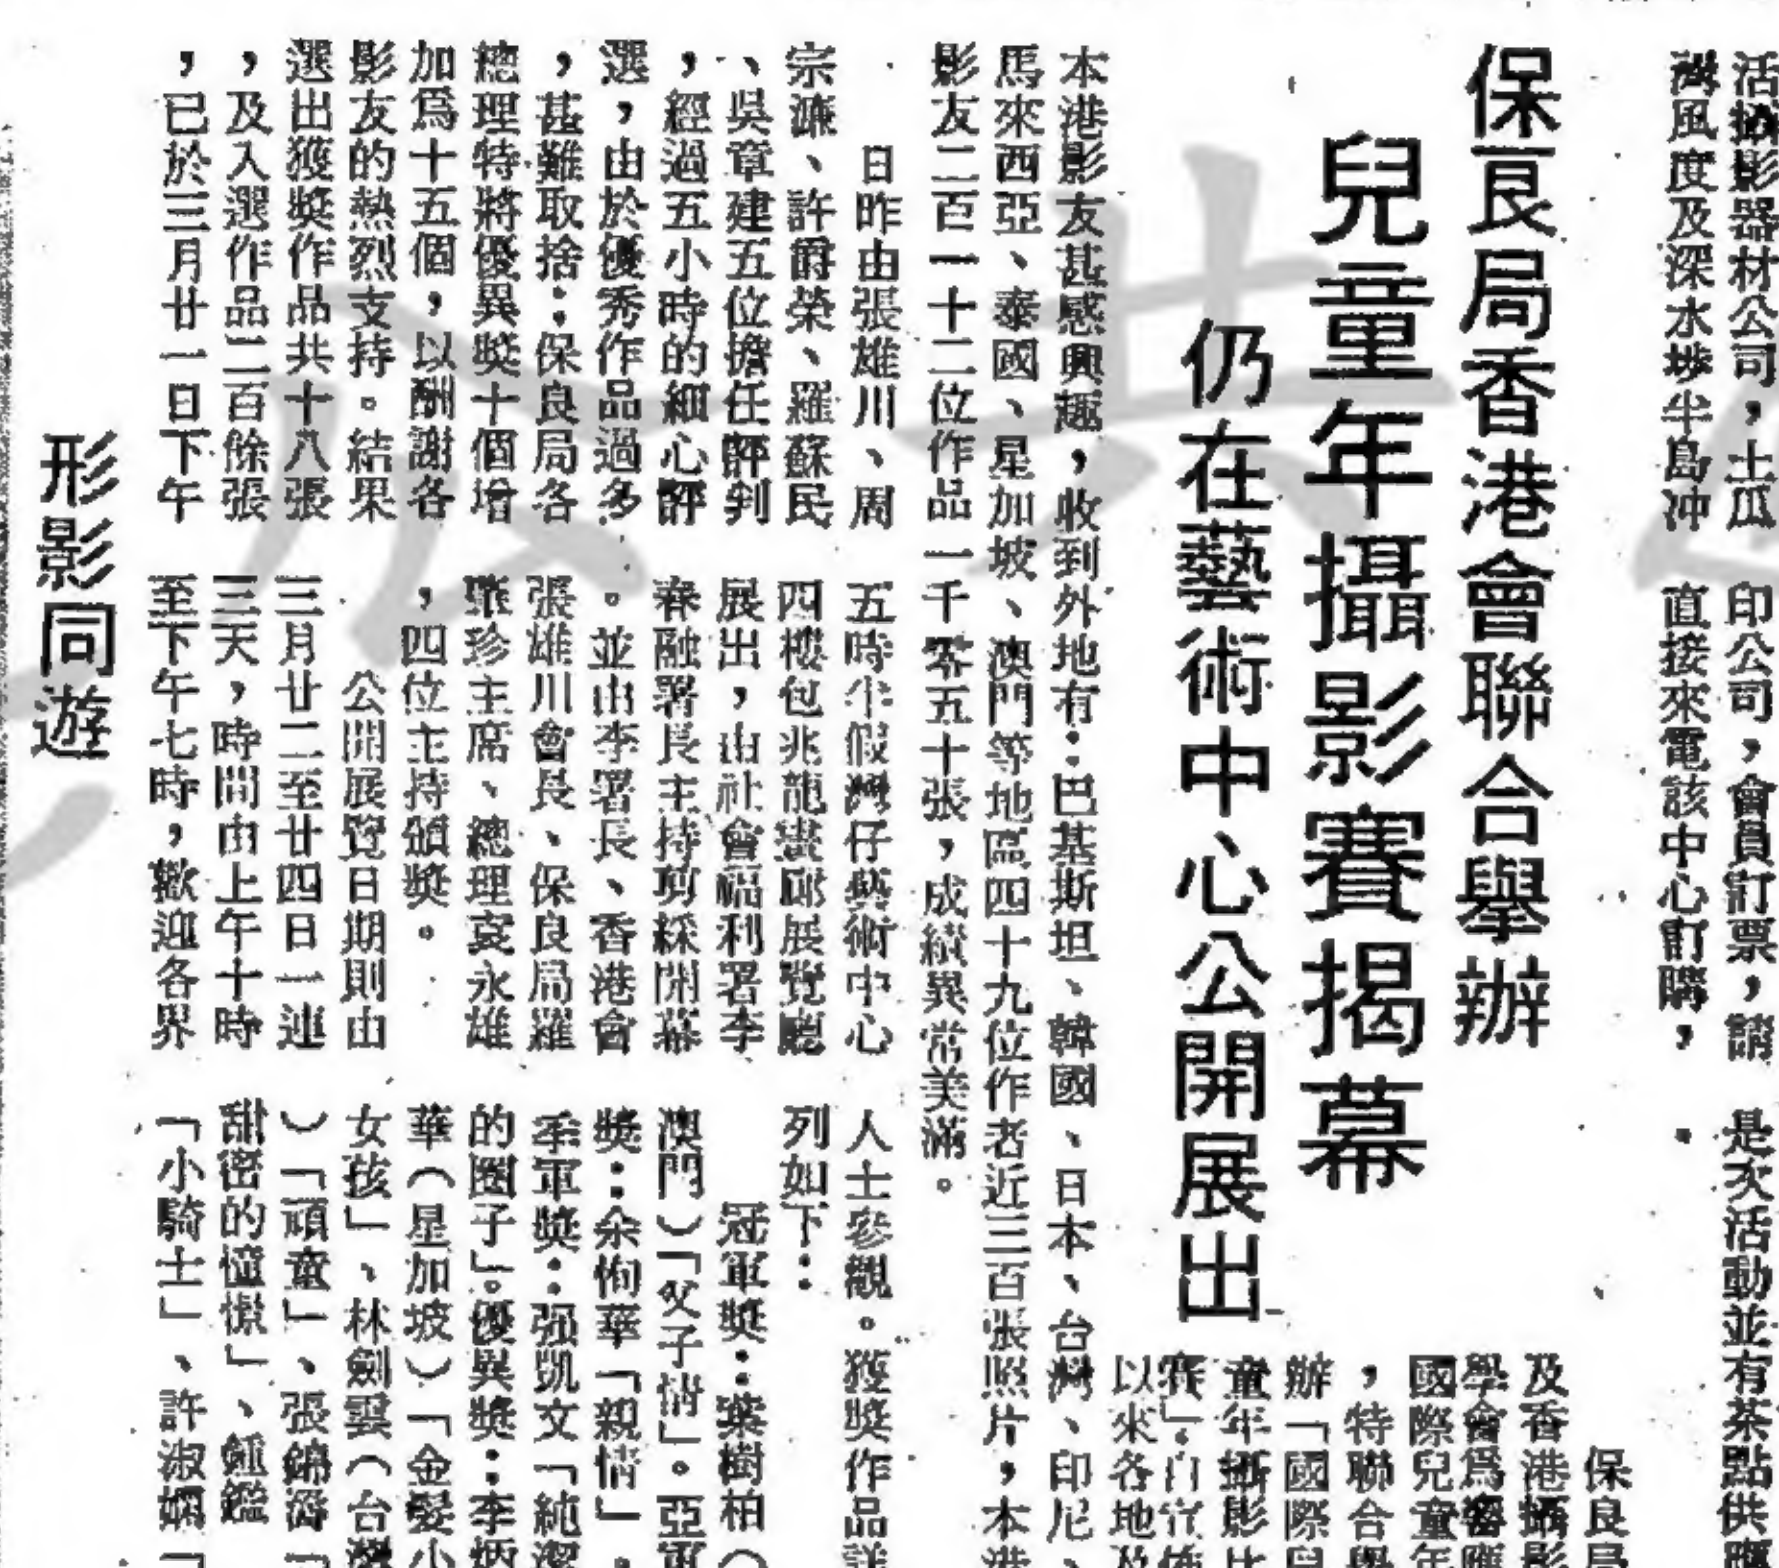 活攝影器材公司，土瓜
灣風度及深水埗半島冲
印公司，會員訂票，請
直接來電該中心訂購，
是次活動並有茶點供
保良局香港會聯合舉辦
兒童年攝影賽揭幕
仍在藝術中心公開展出
保良局
及香港攝影
學會為響應
國際兒童年
，特聯合舉
辦「國際兒
童年攝影比
賽」，自宣傳
以來各地及
本港影友甚感興趣，收到外地有：巴基斯坦、韓國、日本、台灣、印尼、
馬來西亞、泰國、星加坡、澳門等地區四十九位作者近三百張照片，本港
影友二百一十二位作品一千零五十張，成績異常美滿。
日昨由張雄川、周
宗濂、許爵榮、羅蘇民
、吳章建五位擔任評判
，經過五小時的細心評
選，由於優秀作品過多
，甚難取捨；保良局各
總理特將優異獎十個增
加爲十五個，以酬謝各
影友的熱烈支持。結果
選出獲獎作品共十八張
，及入選作品二百餘張
，已於三月廿一日下午
五時半假灣仔藝術中心
四樓包兆龍畫廊展覽廳
展出，由社會福利署李
春融署長主持剪綵開幕
。並由李署長、香港會
張雄川會長、保良局羅
珍主席、總理袁永雄
，四位主持頒獎。
公開展覽日期則由
三月廿二至廿四日一連
三天，時間由上午十時
至下午七時，歡迎各界
人士參觀。獲獎作品詳
列如下：
冠軍獎：葉樹柏（
澳門）「父子情」。亞軍
獎：余恂華「親情」。
季軍獎：强凱文「純潔
的圈子」。優異獎：李炳
華（星加坡）「金髮小
女孩」、林劍雲（台灣
）「頑童」、張錦濤「
甜密的憧憬」、鍾鑑
「小騎士」、許淑嫻「
形影同遊